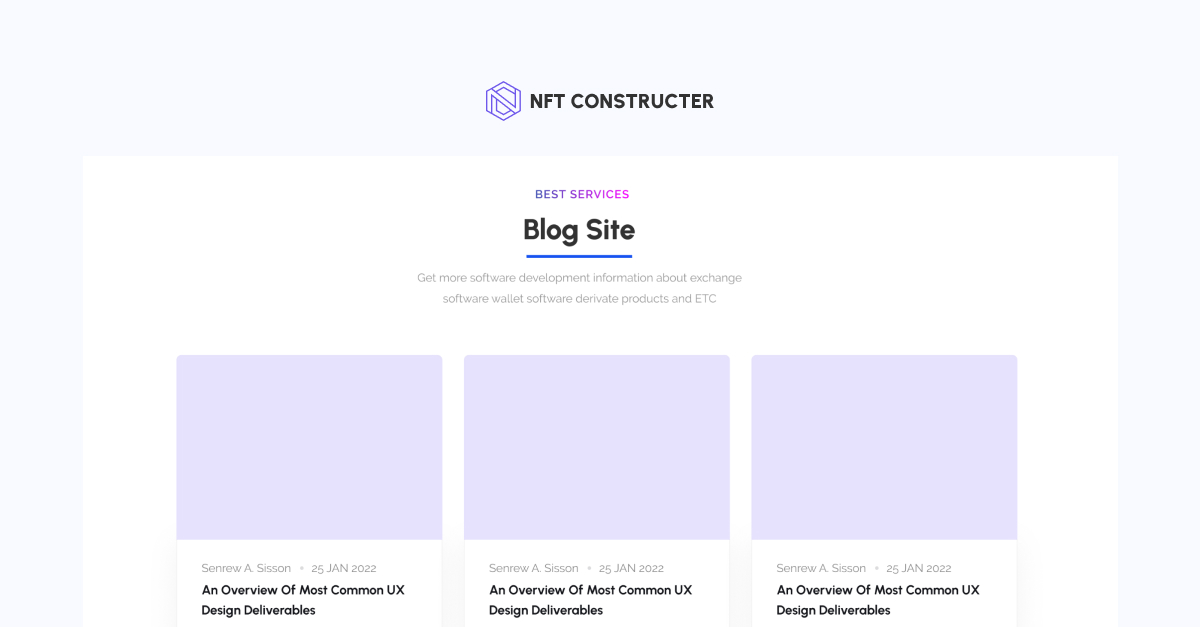 NFT CONSTRUCTER
BEST SERVICES
Blog Site
Get more software development information about exchange
software wallet software derivate products and ETC
Senrew A. Sisson • 25 JAN 2022
An Overview Of Most Common UX
Design Deliverables
Senrew A. Sisson • 25 JAN 2022
An Overview Of Most Common UX
Design Deliverables
Senrew A. Sisson • 25 JAN 2022
An Overview Of Most Common UX
Design Deliverables